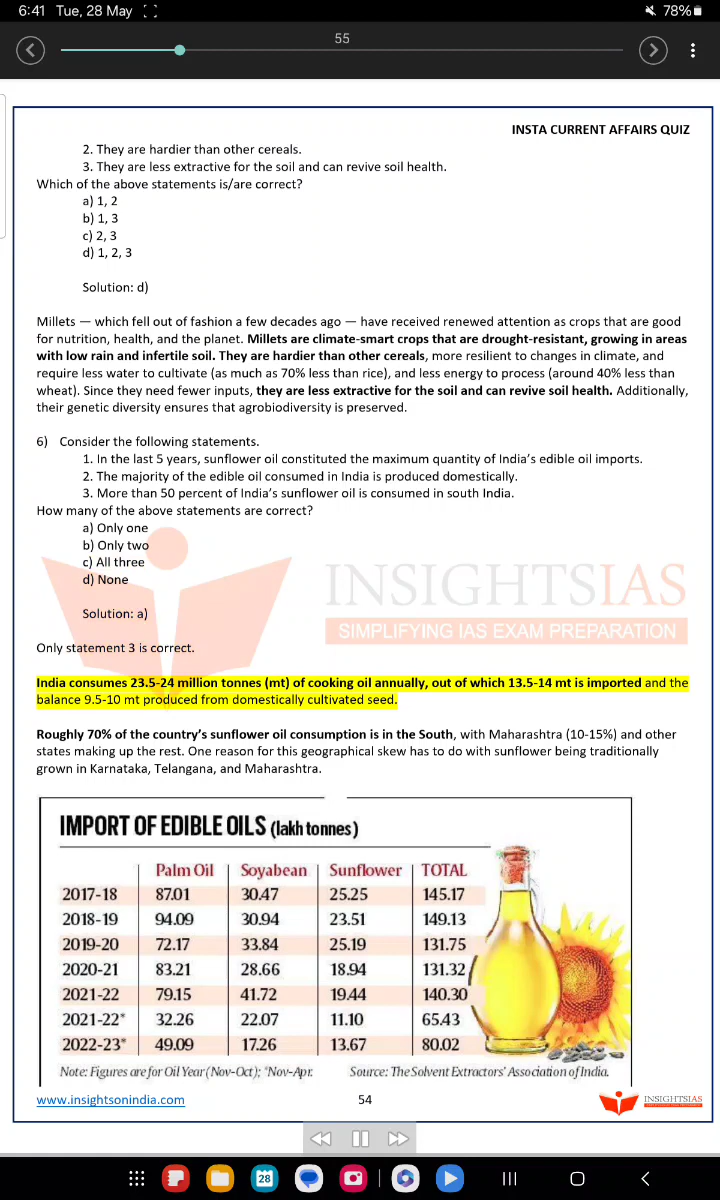 6:41 Tue, 28 May
78%
55
INSTA CURRENT AFFAIRS QUIZ
2. They are hardier than other cereals.
3. They are less extractive for the soil and can revive soil health.
Which of the above statements is/are correct?
a) 1, 2
b) 1, 3
c) 2, 3
d) 1, 2, 3
Solution: d)
Millets — which fell out of fashion a few decades ago — have received renewed attention as crops that are good
for nutrition, health, and the planet. Millets are climate-smart crops that are drought-resistant, growing in areas
with low rain and infertile soil. They are hardier than other cereals, more resilient to changes in climate, and
require less water to cultivate (as much as 70% less than rice), and less energy to process (around 40% less than
wheat). Since they need fewer inputs, they are less extractive for the soil and can revive soil health. Additionally,
their genetic diversity ensures that agrobiodiversity is preserved.
6) Consider the following statements.
1. In the last 5 years, sunflower oil constituted the maximum quantity of India's edible oil imports.
2. The majority of the edible oil consumed in India is produced domestically.
3. More than 50 percent of India's sunflower oil is consumed in south India.
How many of the above statements are correct?
a) Only one
b) Only two
c) All three
d) None
INSIGHTSIAS
SIMPLIFYING IAS EXAM PREPARATION
Solution: a)
Only statement 3 is correct.
India consumes 23.5-24 million tonnes (mt) of cooking oil annually, out of which 13.5-14 mt is imported and the
balance 9.5-10 mt produced from domestically cultivated seed.
Roughly 70% of the country's sunflower oil consumption is in the South, with Maharashtra (10-15%) and other
states making up the rest. One reason for this geographical skew has to do with sunflower being traditionally
grown in Karnataka, Telangana, and Maharashtra.
IMPORT OF EDIBLE OILS (lakh tonnes)
Palm Oil Soyabean Sunflower TOTAL
2017-18 87.01 30.47 25.25 145.17
2018-19 94.09 30.94 23.51 149.13
2019-20 72.17 33.84 25.19 131.75
2020-21 83.21 28.66 18.94 131.32
2021-22 79.15 41.72 19.44 140.30
2021-22* 32.26 22.07 11.10 65.43
2022-23* 49.09 17.26 13.67 80.02
Note: Figures are for Oil Year (Nov-Oct); *Nov-Apr. Source: The Solvent Extractors' Association of India.
www.insightsonindia.com 54 INSIGHTSIAS
28